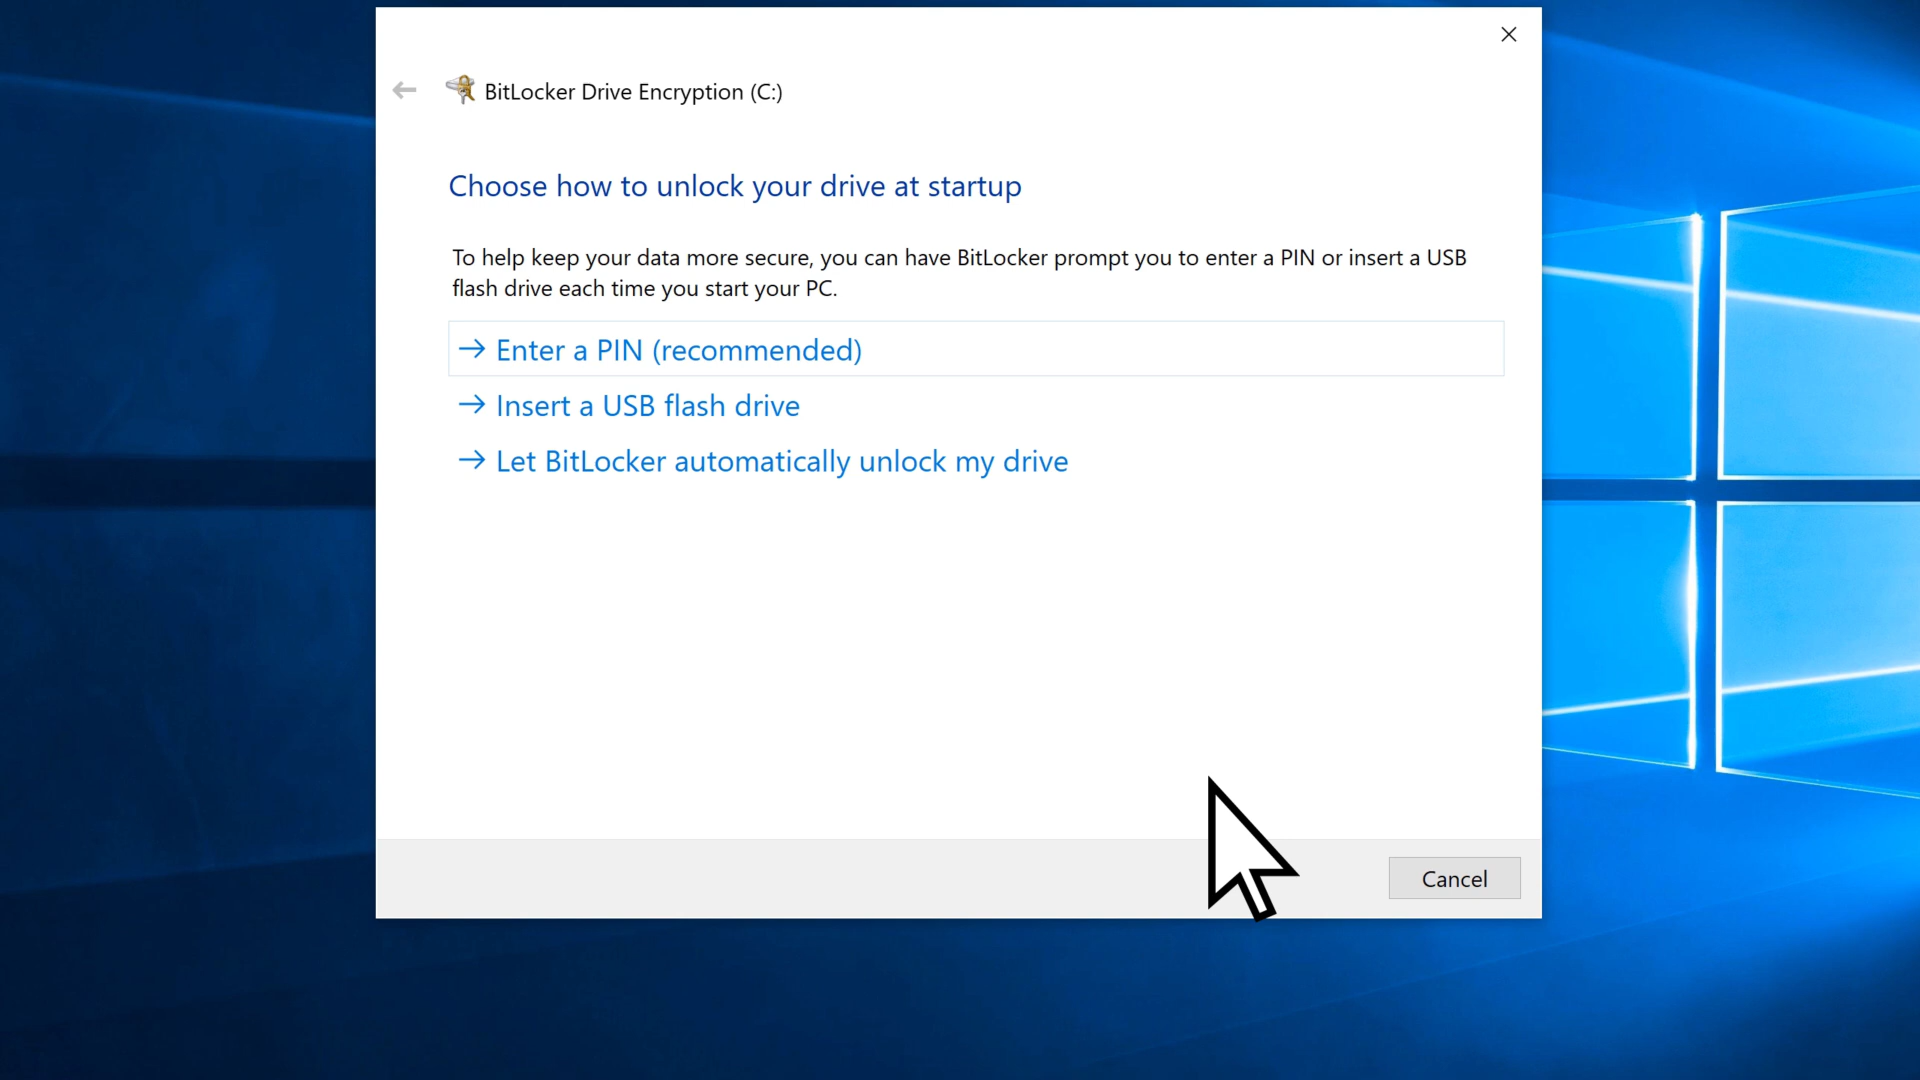 BitLocker Drive Encryption (C:)
Choose how to unlock your drive at startup
To help keep your data more secure, you can have BitLocker prompt you to enter a PIN or insert a USB
flash drive each time you start your PC.
Enter a PIN (recommended)
Insert a USB flash drive
Let BitLocker automatically unlock my drive
Cancel